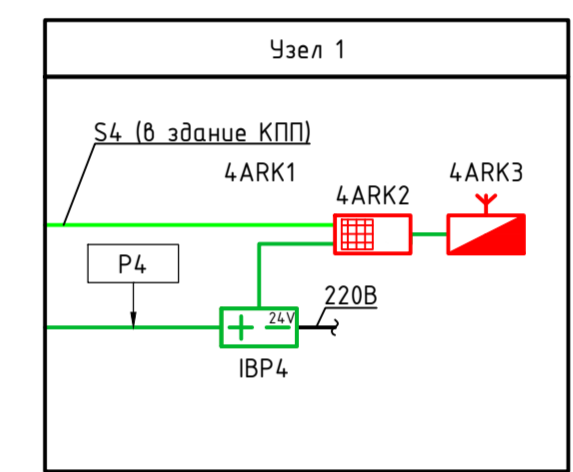 Узел 1
S4 (в здание КПП)
4ARK1
4ARK2
4ARK3
P4
220В
24V
IBP4